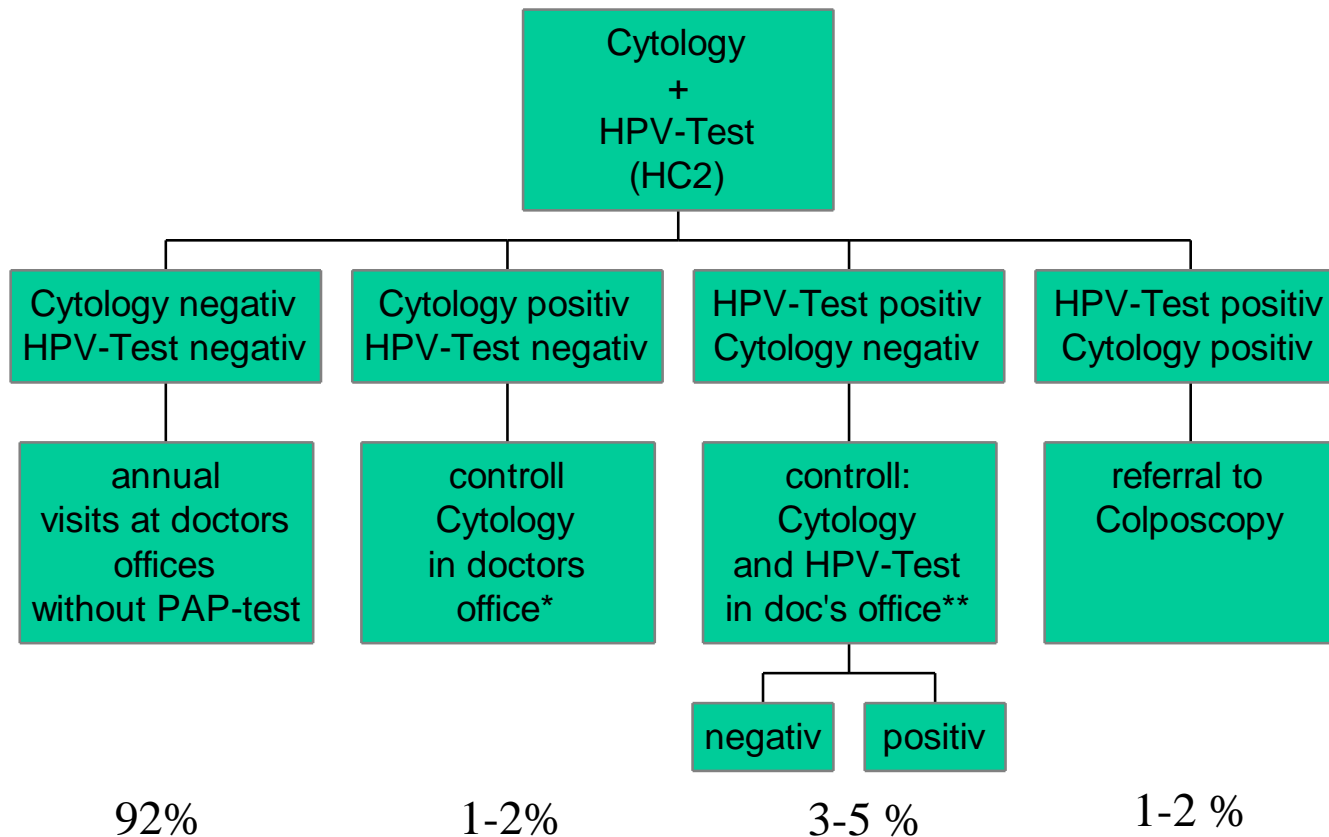 Cytology
+
HPV-Test
(HC2)
Cytology negativ
HPV-Test negativ
Cytology positiv
HPV-Test negativ
HPV-Test positiv
Cytology negativ
HPV-Test positiv
Cytology positiv
annual
visits at doctors
offices
without PAP-test
controll
Cytology
in doctors
office*
controll:
Cytology
and HPV-Test
in doc's office**
referral to
Colposcopy
negativ
positiv
92%
1-2%
3-5 %
1-2 %